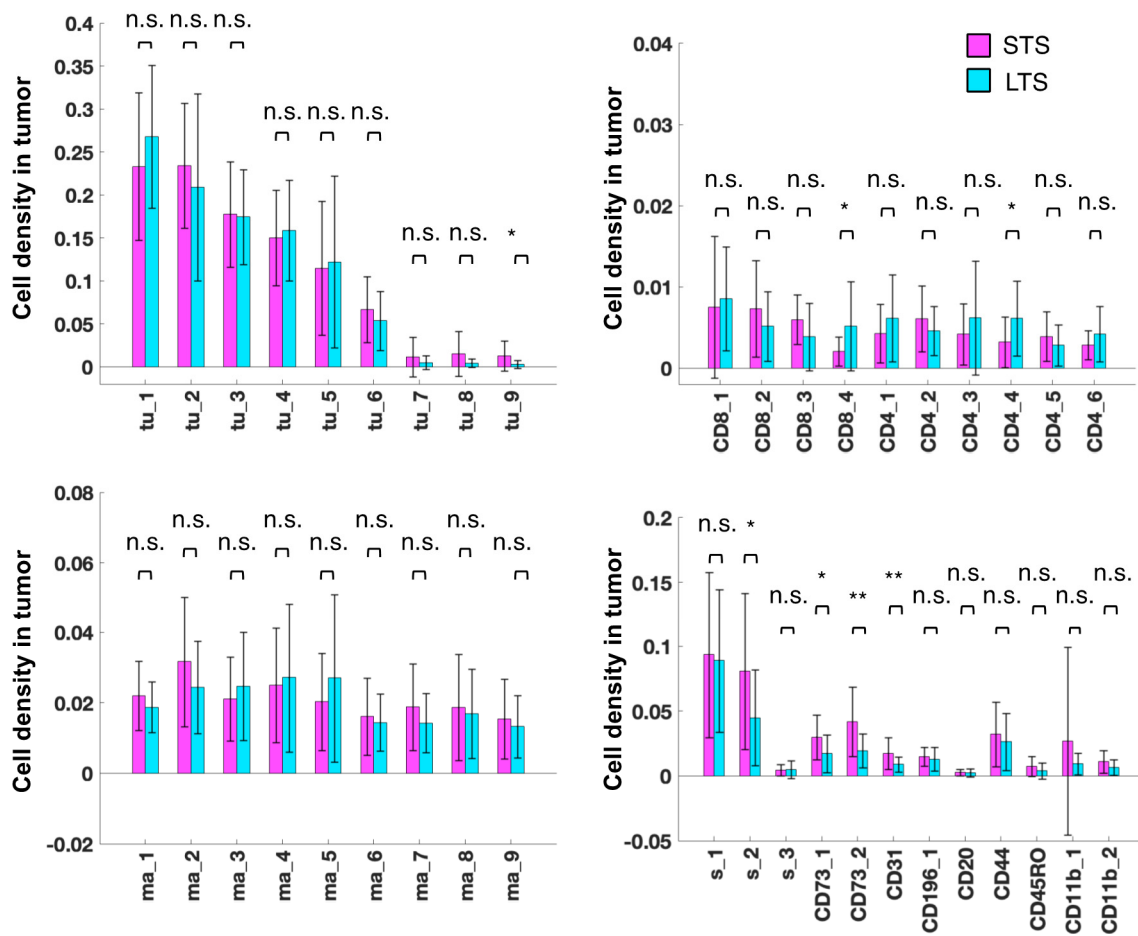 n.s. n.s. n.s.
n.s. n.s. n.s.
n.s. n.s. *
0.4
0.35
0.3
0.25
0.2
0.15
0.1
0.05
0
Cell density in tumor
tu_1 tu_2 tu_3 tu_4 tu_5 tu_6 tu_7 tu_8 tu_9
STS
LTS
0.04
0.03
0.02
0.01
0
Cell density in tumor
n.s. n.s. * n.s. n.s. * n.s.
n.s. n.s. n.s.
CD8_1 CD8_2 CD8_3 CD8_4 CD4_1 CD4_2 CD4_3 CD4_4 CD4_5 CD4_6
0.08
0.06
0.04
0.02
0
-0.02
Cell density in tumor
n.s. n.s. n.s. n.s.
n.s. n.s. n.s. n.s. n.s.
ma_1 ma_2 ma_3 ma_4 ma_5 ma_6 ma_7 ma_8 ma_9
0.2
0.15
0.1
0.05
0
-0.05
Cell density in tumor
n.s. *
* ** n.s. n.s. n.s.
n.s. ** n.s. n.s. n.s.
s_1 s_2 s_3 CD73_1 CD73_2 CD31 CD196_1 CD20 CD44 CD45RO CD11b_1 CD11b_2